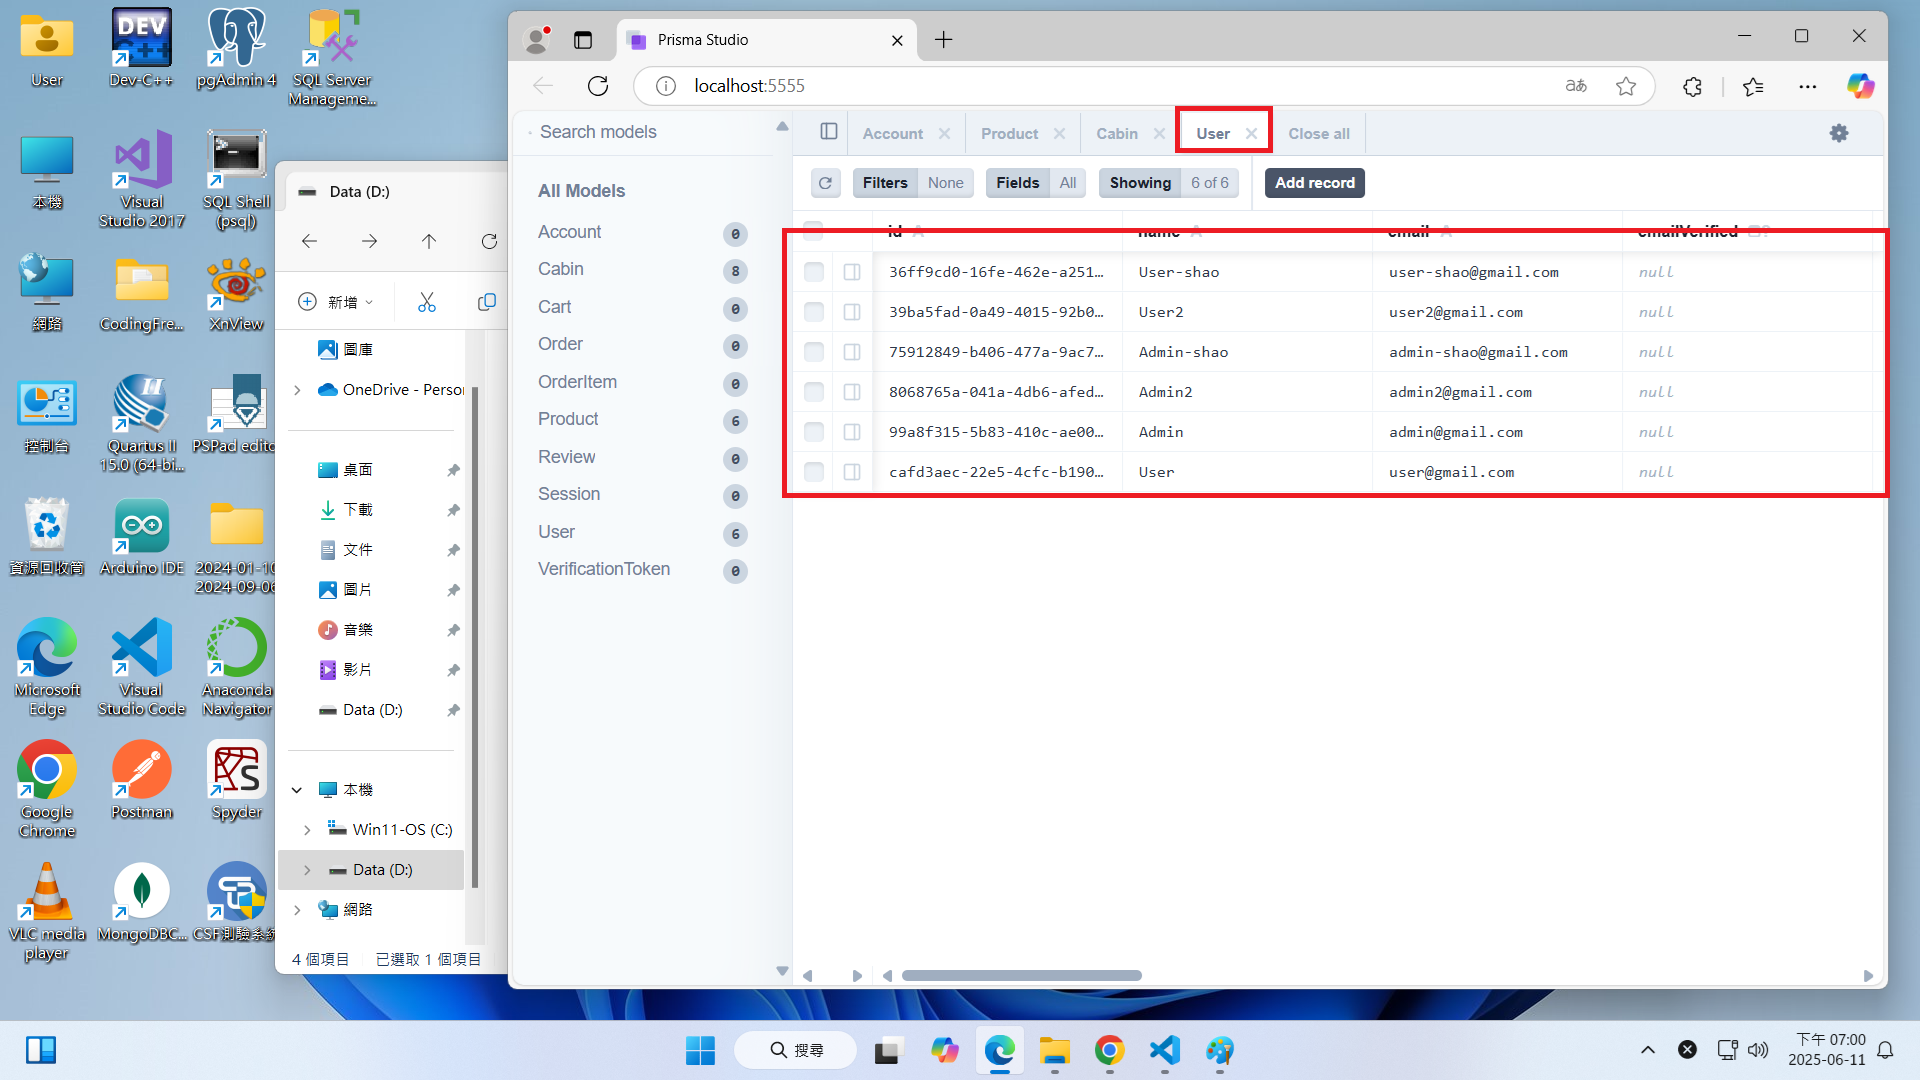 User
Dev-C++
pgAdmin 4
SQL Server
Manageme...
本機
Visual
Studio 2017
SQL Shell
(psql)
網路
CodingFre...
XnView
控制台
Quartus II
15.0 (64-bi...
PSPad edito
資源回收筒
Arduino IDE
2024-01-10
2024-09-06
Microsoft
Edge
Visual
Studio Code
Anaconda
Navigator
Google
Chrome
Postman
Spyder
VLC media
player
MongoDBC...
CSF測驗系統
Data (D:)
新增
圖庫
OneDrive - Perso
桌面
下載
文件
圖片
音樂
影片
Data (D:)
本機
Win11-OS (C:)
Data (D:)
網路
4 個項目
已選取 1 個項目
Prisma Studio
localhost:5555
Search models
Account
Product
Cabin
User
Close all
All Models
Account 0
Cabin 8
Cart 0
Order 0
OrderItem 0
Product 6
Review 0
Session 0
User 6
VerificationToken 0
Filters None Fields All Showing 6 of 6 Add record
id A name A email A emailVerified
36ff9cd0-16fe-462e-a251... User-shao user-shao@gmail.com null
39ba5fad-0a49-4015-92b0... User2 user2@gmail.com null
75912849-b406-477a-9ac7... Admin-shao admin-shao@gmail.com null
8068765a-041a-4db6-afed... Admin2 admin2@gmail.com null
99a8f315-5b83-410c-ae00... Admin admin@gmail.com null
cafd3aec-22e5-4cfc-b190... User user@gmail.com null
搜尋
下午 07:00
2025-06-11